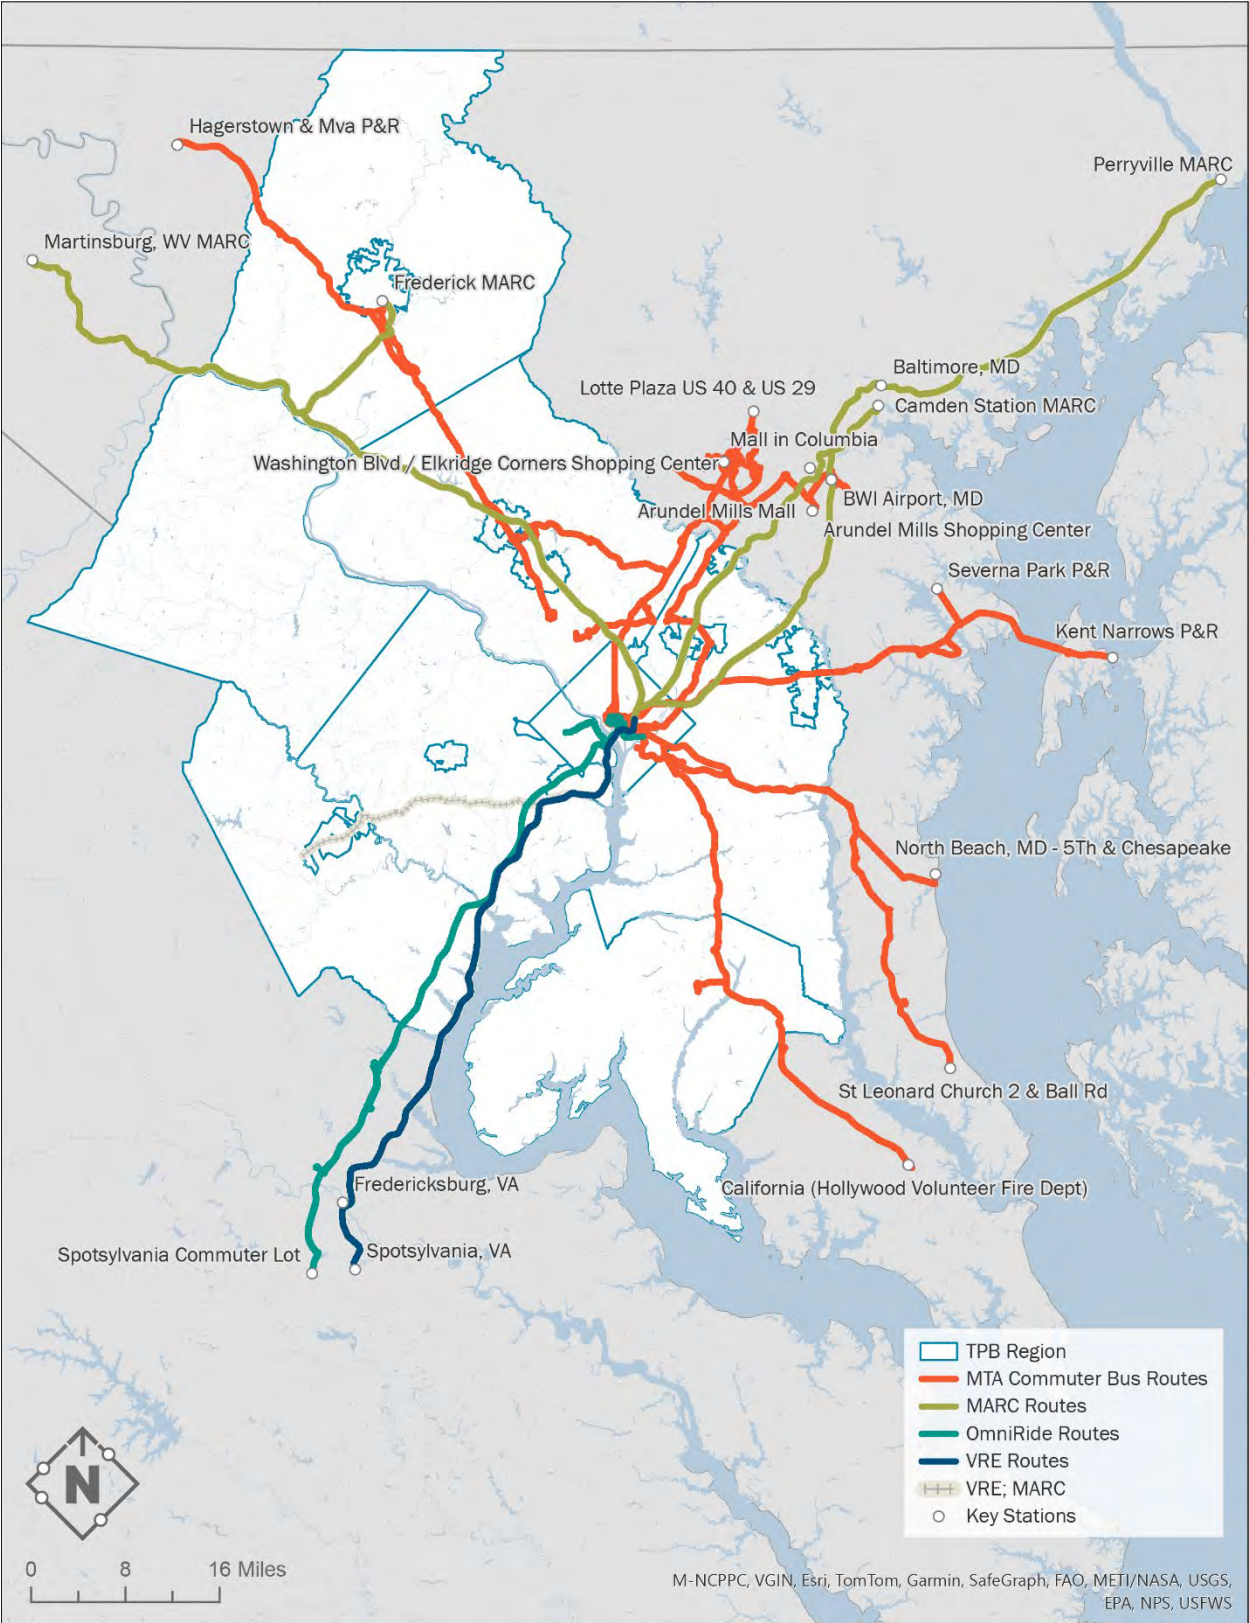 Hagerstown & Mva P&R
Perryville MARC
Martinsburg, WV MARC
Frederick MARC
Baltimore, MD
Lotte Plaza US 40 & US 29
Camden Station MARC
Mall in Columbia
Washington Blvd / Elkridge Corners Shopping Center
BWI Airport, MD
Arundel Mills Mall
Arundel Mills Shopping Center
Severna Park P&R
Kent Narrows P&R
North Beach, MD - 5Th & Chesapeake
St Leonard Church 2 & Ball Rd
Fredericksburg, VA
California (Hollywood Volunteer Fire Dept)
Spotsylvania Commuter Lot
Spotsylvania, VA
TPB Region
MTA Commuter Bus Routes
MARC Routes
OmniRide Routes
VRE Routes
VRE; MARC
Key Stations
N
0 8 16 Miles
M-NCPPC, VGIN, Esri, TomTom, Garmin, SafeGraph, FAO, METI/NASA, USGS,
EPA, NPS, USFWS